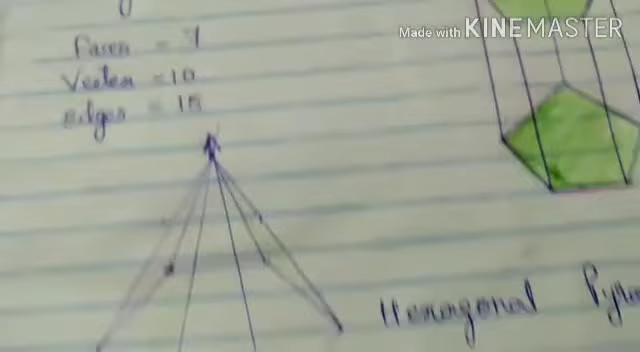 Made with KINEMASTER
Faces = 7
Vertex = 10
edges = 15
Hexagonal